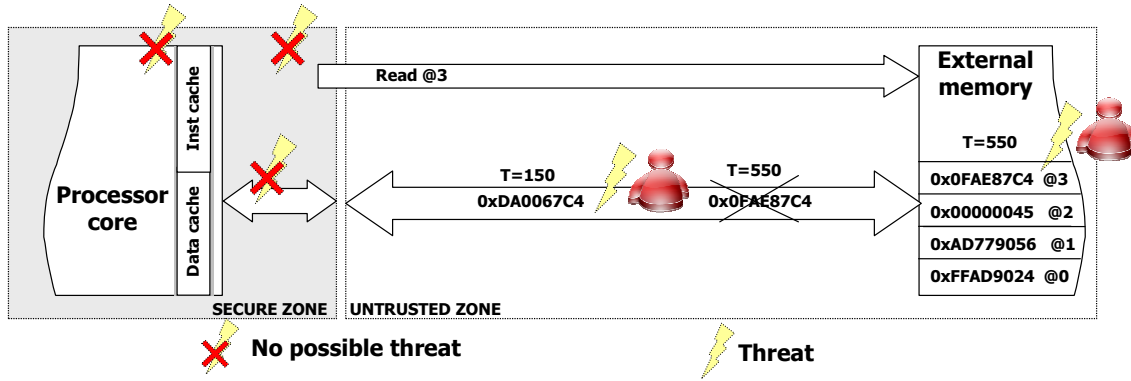 Read @3
External
memory
Inst cache
T=550
T=150
T=550
0x0FAE87C4 @3
Processor
core
0xDA0067C4
0x0FAE87C4
0x00000045 @2
Data cache
0xAD779056 @1
0xFFAD9024 @0
SECURE ZONE
UNTRUSTED ZONE
No possible threat
Threat